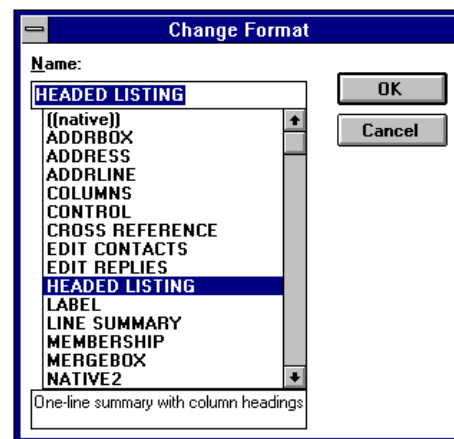 Change Format
Name:
HEADED LISTING
OK
Cancel
((native))
ADDRBOX
ADDRESS
ADDRLINE
COLUMNS
CONTROL
CROSS REFERENCE
EDIT CONTACTS
EDIT REPLIES
HEADED LISTING
LABEL
LINE SUMMARY
MEMBERSHIP
MERGEBOX
NATIVE2
One-line summary with column headings